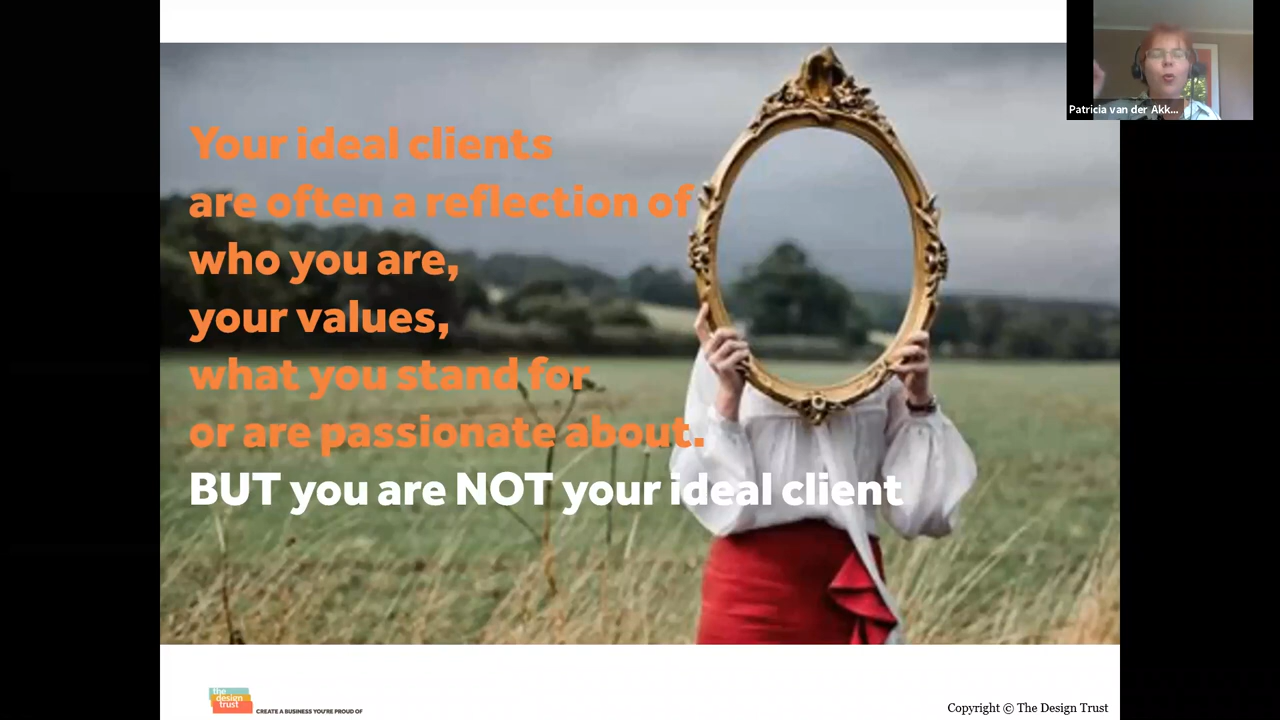 Patricia van der Akk...
Your ideal clients
are often a reflection of
who you are,
your values,
what you stand for
or are passionate about.
BUT you are NOT your ideal client
the
design
trust
CREATE A BUSINESS YOU'RE PROUD OF
Copyright © The Design Trust